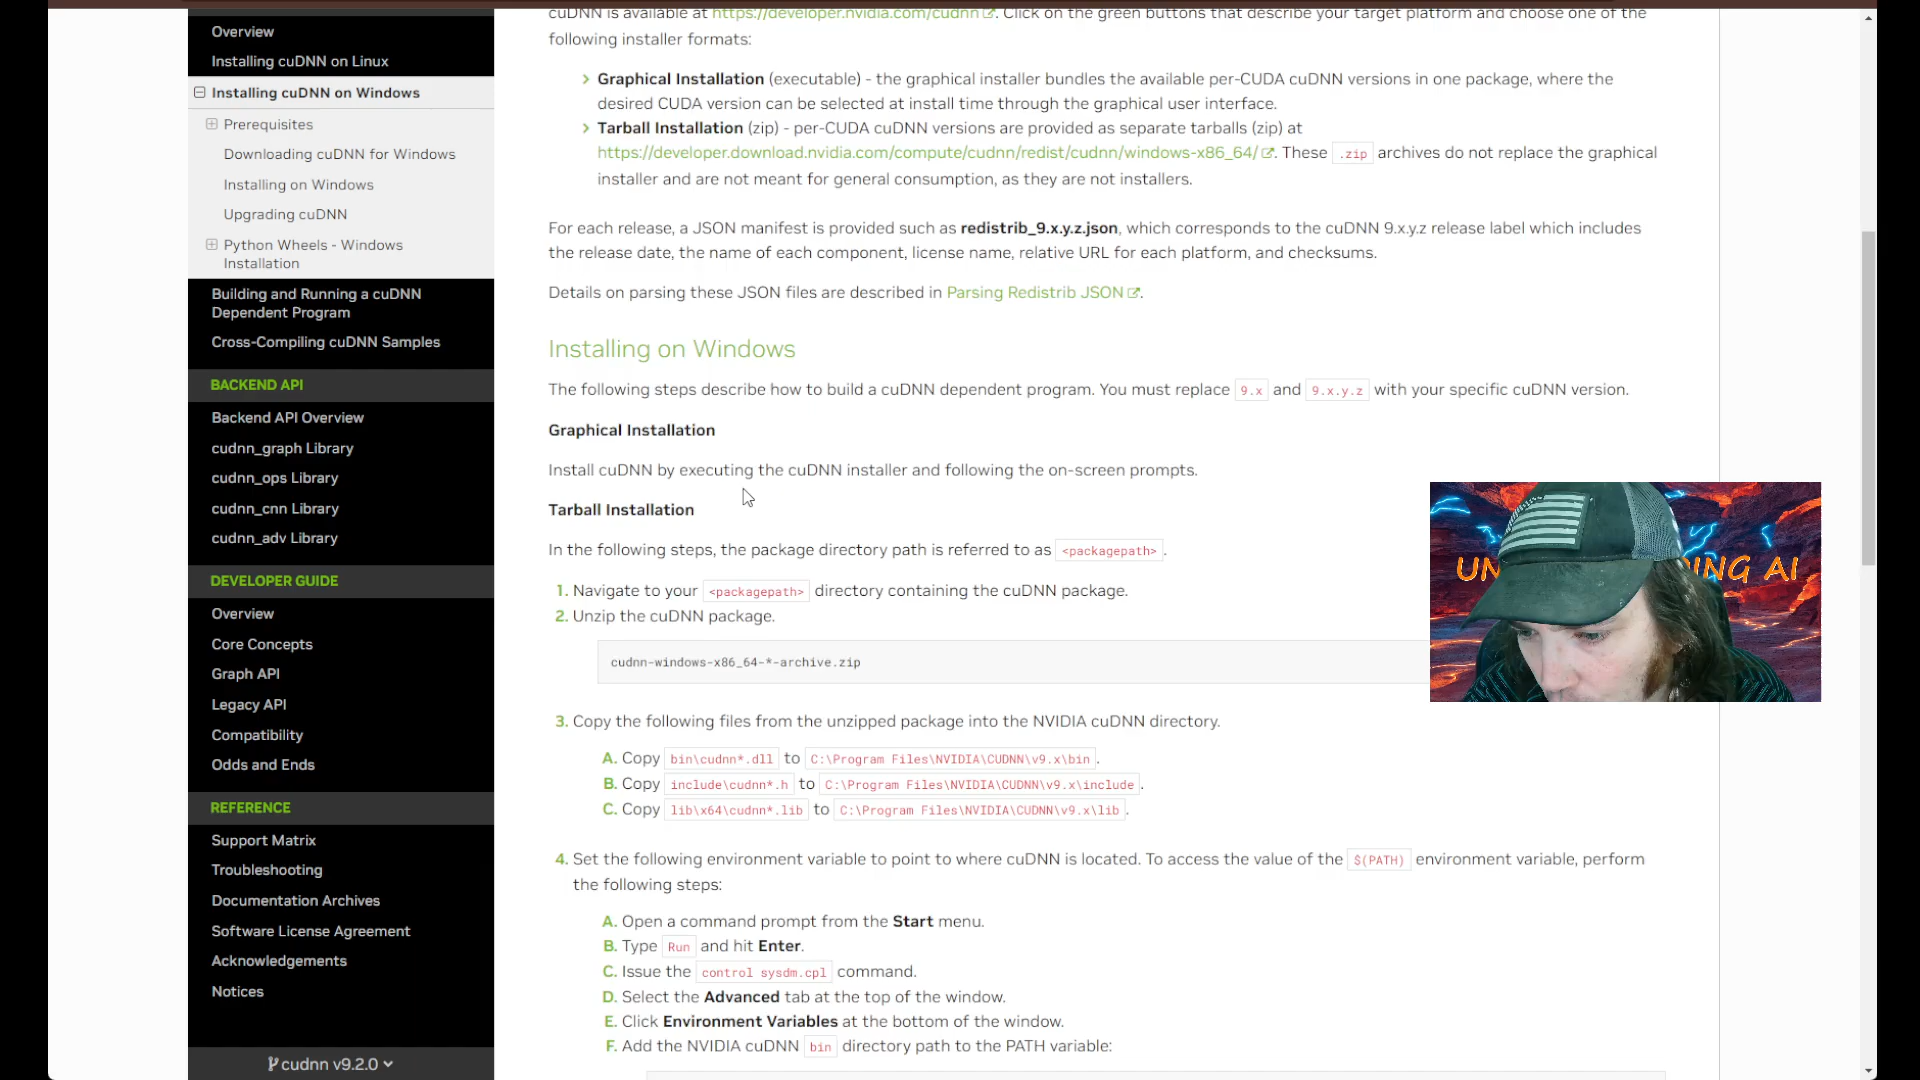 Overview
Installing cuDNN on Linux
Installing cuDNN on Windows
Prerequisites
Downloading cuDNN for Windows
Installing on Windows
Upgrading cuDNN
Python Wheels - Windows
Installation
Building and Running a cuDNN
Dependent Program
Cross-Compiling cuDNN Samples
BACKEND API
Backend API Overview
cudnn_graph Library
cudnn_ops Library
cudnn_cnn Library
cudnn_adv Library
DEVELOPER GUIDE
Overview
Core Concepts
Graph API
Legacy API
Compatibility
Odds and Ends
REFERENCE
Support Matrix
Troubleshooting
Documentation Archives
Software License Agreement
Acknowledgements
Notices
cudnn v9.2.0
cuDNN is available at https://developer.nvidia.com/cudnn. Click on the green buttons that describe your target platform and choose one of the
following installer formats:
Graphical Installation (executable) - the graphical installer bundles the available per-CUDA cuDNN versions in one package, where the
desired CUDA version can be selected at install time through the graphical user interface.
Tarball Installation (zip) - per-CUDA cuDNN versions are provided as separate tarballs (zip) at
https://developer.download.nvidia.com/compute/cudnn/redist/cudnn/windows-x86_64/. These .zip archives do not replace the graphical
installer and are not meant for general consumption, as they are not installers.
For each release, a JSON manifest is provided such as redistrib_9.x.y.z.json, which corresponds to the cuDNN 9.x.y.z release label which includes
the release date, the name of each component, license name, relative URL for each platform, and checksums.
Details on parsing these JSON files are described in Parsing Redistrib JSON.
Installing on Windows
The following steps describe how to build a cuDNN dependent program. You must replace 9.x and 9.x.y.z with your specific cuDNN version.
Graphical Installation
Install cuDNN by executing the cuDNN installer and following the on-screen prompts.
Tarball Installation
In the following steps, the package directory path is referred to as <packagepath>.
1. Navigate to your <packagepath> directory containing the cuDNN package.
2. Unzip the cuDNN package.
cudnn-windows-x86_64-*-archive.zip
3. Copy the following files from the unzipped package into the NVIDIA cuDNN directory.
A. Copy bin\cudnn*.dll to C:\Program Files\NVIDIA\CUDNN\v9.x\bin.
B. Copy include\cudnn*.h to C:\Program Files\NVIDIA\CUDNN\v9.x\include.
C. Copy lib\x64\cudnn*.lib to C:\Program Files\NVIDIA\CUDNN\v9.x\lib.
4. Set the following environment variable to point to where cuDNN is located. To access the value of the $(PATH) environment variable, perform
the following steps:
A. Open a command prompt from the Start menu.
B. Type Run and hit Enter.
C. Issue the control sysdm.cpl command.
D. Select the Advanced tab at the top of the window.
E. Click Environment Variables at the bottom of the window.
F. Add the NVIDIA cuDNN bin directory path to the PATH variable:
AI